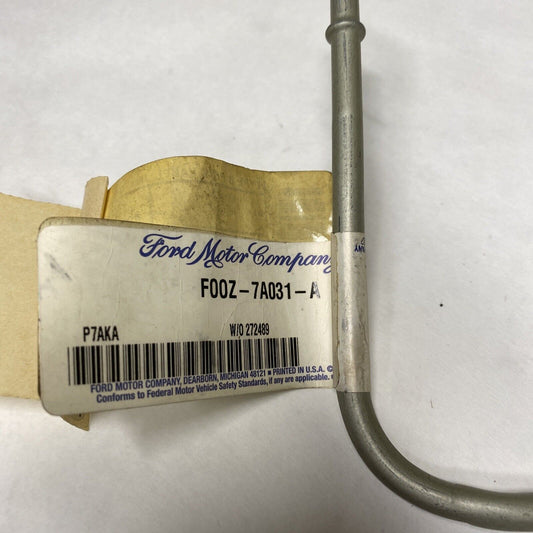 Ford Motor Company
F00Z-7A031-A
P7AKA
W/O 272489
FORD MOTOR COMPANY, DEARBORN, MICHIGAN 48121 ■ PRINTED IN U.S.A. ©
Conforms to Federal Motor Vehicle Safety Standards, if any are applicable.